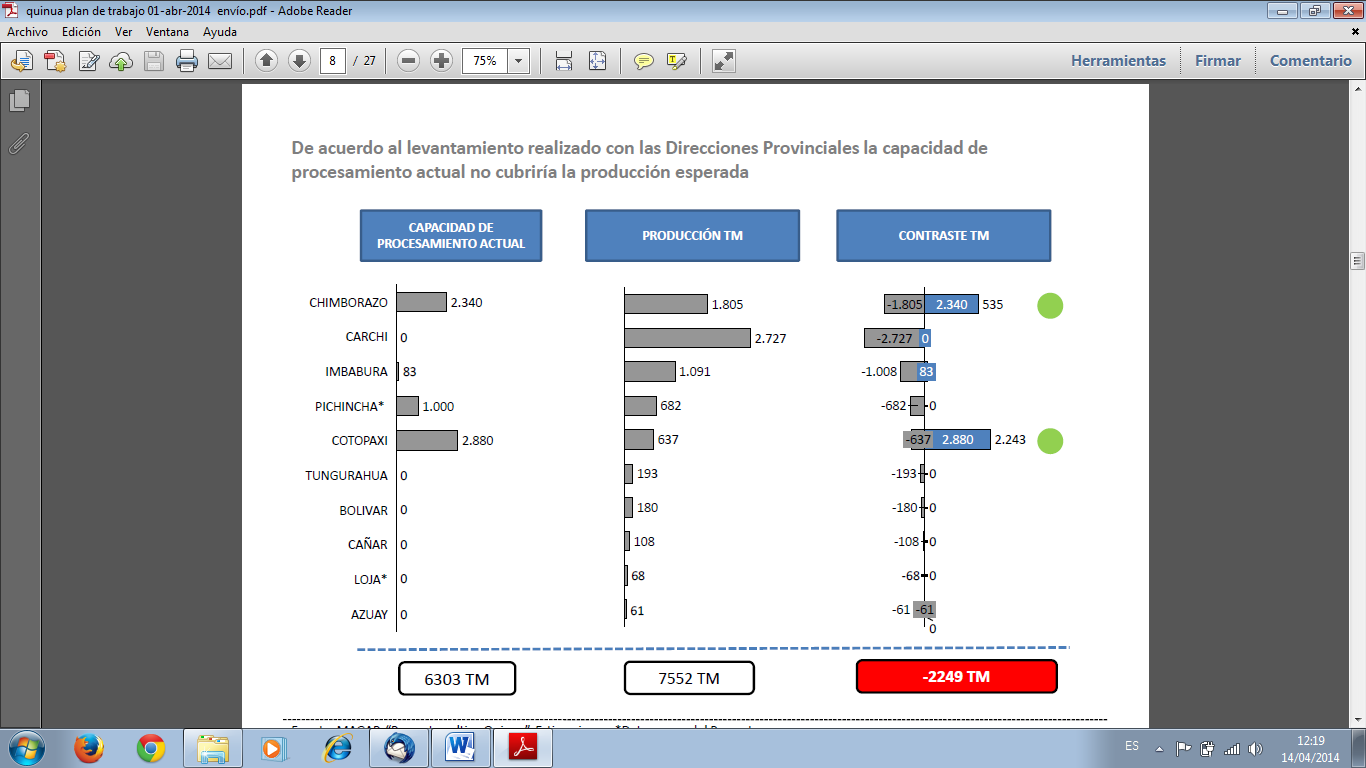 quinua plan de trabajo 01-abr-2014 envío.pdf - Adobe Reader
Archivo Edición Ver Ventana Ayuda
8 / 27 75% Herramientas Firmar Comentario
De acuerdo al levantamiento realizado con las Direcciones Provinciales la capacidad de
procesamiento actual no cubriría la producción esperada
CAPACIDAD DE
PROCESAMIENTO ACTUAL
PRODUCCIÓN TM
CONTRASTE TM
CHIMBORAZO 2.340 1.805 -1.805 2.340 535
CARCHI 0 2.727 -2.727 0
IMBABURA 83 1.091 -1.008 83
PICHINCHA* 1.000 682 -682 0
COTOPAXI 2.880 637 -637 2.880 2.243
TUNGURAHUA 0 193 -193 0
BOLIVAR 0 180 -180 0
CAÑAR 0 108 -108 0
LOJA* 0 68 -68 0
AZUAY 0 61 -61 -61
0
6303 TM 7552 TM -2249 TM
ES 12:19
14/04/2014